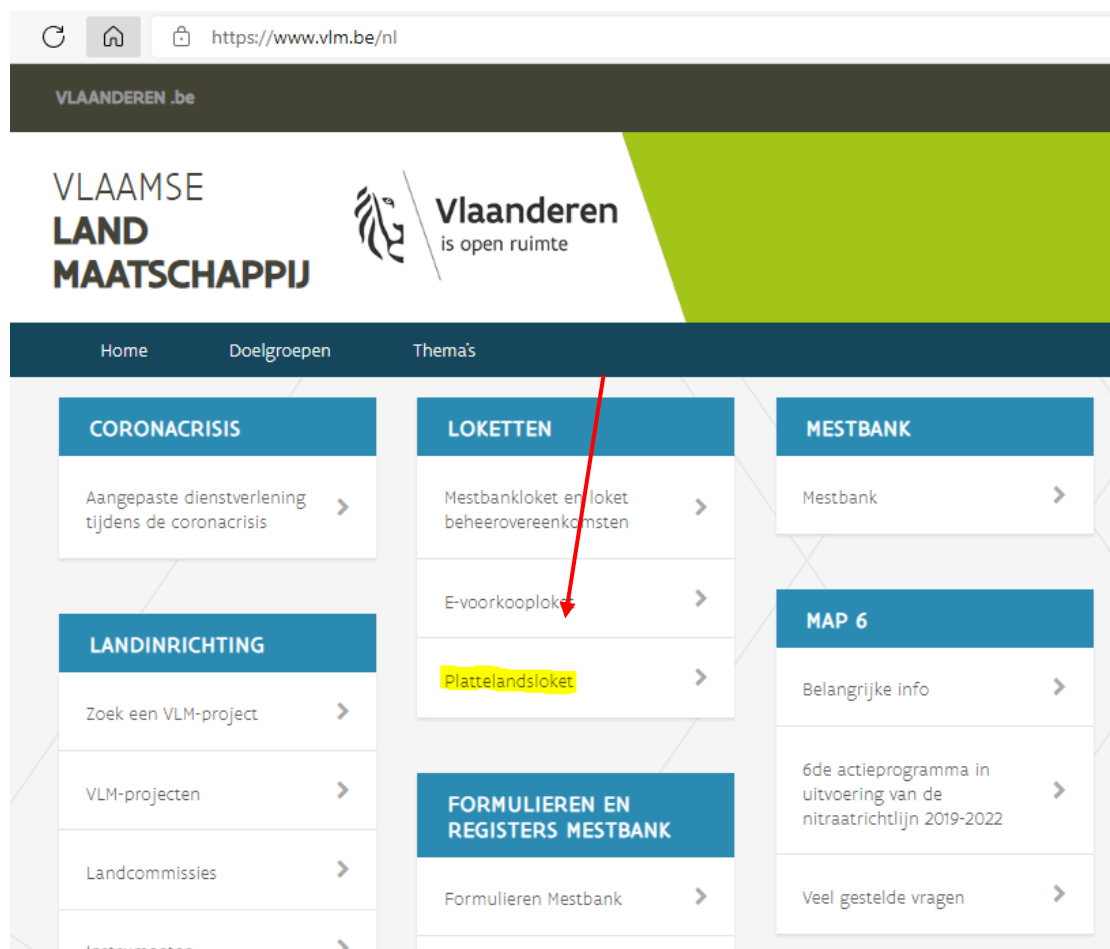 https://www.vlm.be/nl
VLAANDEREN .be
VLAAMSE
LAND
MAATSCHAPPIJ
Vlaanderen
is open ruimte
Home Doelgroepen Thema's
CORONACRISIS
Aangepaste dienstverlening
tijdens de coronacrisis
LANDINRICHTING
Zoek een VLM-project
VLM-projecten
Landcommissies
Instrumenten
LOKETTEN
Mestbankloket en loket
beheerovereenkomsten
E-voorkooploket
Plattelandsloket
FORMULIEREN EN
REGISTERS MESTBANK
Formulieren Mestbank
MESTBANK
Mestbank
MAP 6
Belangrijke info
6de actieprogramma in
uitvoering van de
nitraatrichtlijn 2019-2022
Veel gestelde vragen